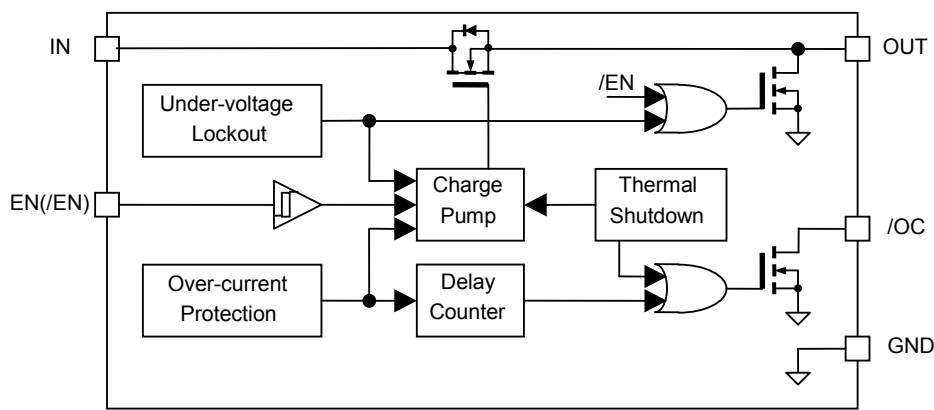 IN
OUT
/EN
Under-voltage
Lockout
EN(/EN)
Charge
Pump
Thermal
Shutdown
/OC
Over-current
Protection
Delay
Counter
GND